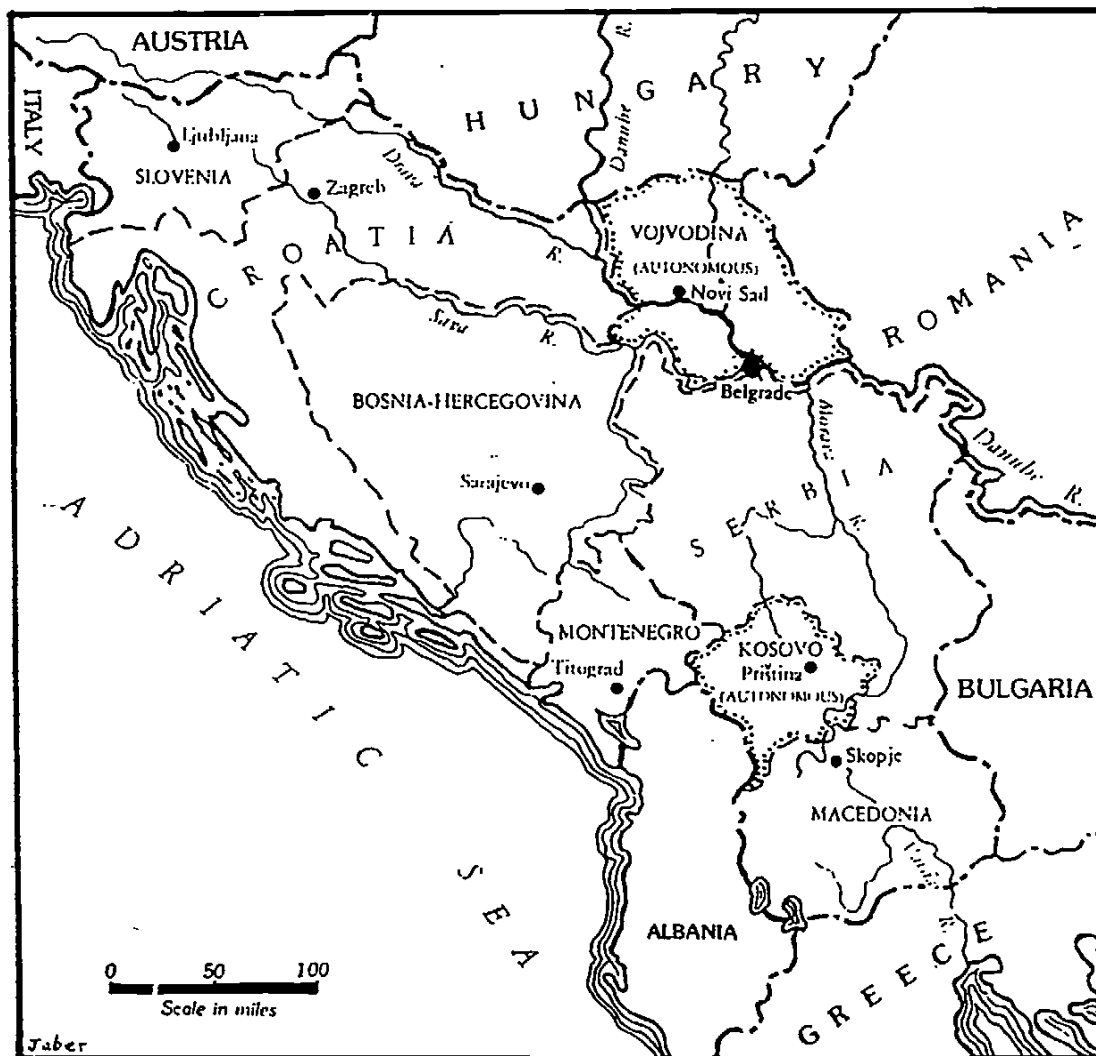 AUSTRIA
HUNGARY
R.
Danube
ITALY
Ljubljana
SLOVENIA
Zagreb
Drava
R.
CROATIA
VOJVODINA
(AUTONOMOUS)
Novi Sad
ROMANIA
Sava
R.
Belgrade
Morava
R.
BOSNIA-HERCEGOVINA
Sarajevo
Danube
R.
SERBIA
ADRIATIC
SEA
MONTENEGRO
Titograd
KOSOVO
Priština
(AUTONOMOUS)
BULGARIA
Skopje
MACEDONIA
R.
ALBANIA
GREECE
0 50 100
Scale in miles
Jaber